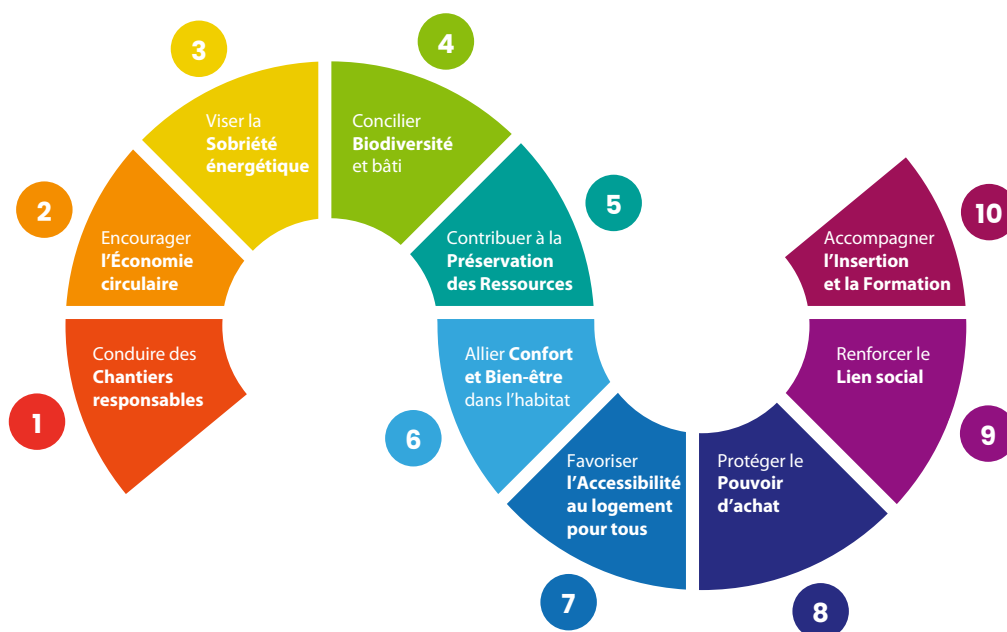 1
Conduire des
Chantiers
responsables
2
Encourager
l’Économie
circulaire
3
Viser la
Sobriété
énergétique
4
Concilier
Biodiversité
et bâti
5
Contribuer à la
Préservation
des Ressources
6
Allier Confort
et Bien-être
dans l’habitat
7
Favoriser
l’Accessibilité
au logement
pour tous
8
Protéger le
Pouvoir
d’achat
9
Renforcer le
Lien social
10
Accompagner
l’Insertion
et la Formation